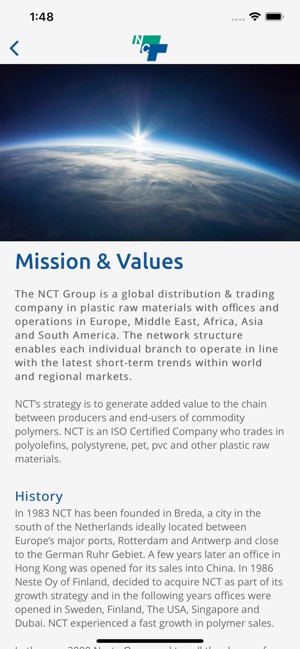 1:48
NCT
Mission & Values
The NCT Group is a global distribution & trading
company in plastic raw materials with offices and
operations in Europe, Middle East, Africa, Asia
and South America. The network structure
enables each individual branch to operate in line
with the latest short-term trends within world
and regional markets.
NCT's strategy is to generate added value to the chain
between producers and end-users of commodity
polymers. NCT is an ISO Certified Company who trades in
polyolefins, polystyrene, pet, pvc and other plastic raw
materials.
History
In 1983 NCT has been founded in Breda, a city in the
south of the Netherlands ideally located between
Europe's major ports, Rotterdam and Antwerp and close
to the German Ruhr Gebiet. A few years later an office in
Hong Kong was opened for its sales into China. In 1986
Neste Oy of Finland, decided to acquire NCT as part of its
growth strategy and in the following years offices were
opened in Sweden, Finland, The USA, Singapore and
Dubai. NCT experienced a fast growth in polymer sales.